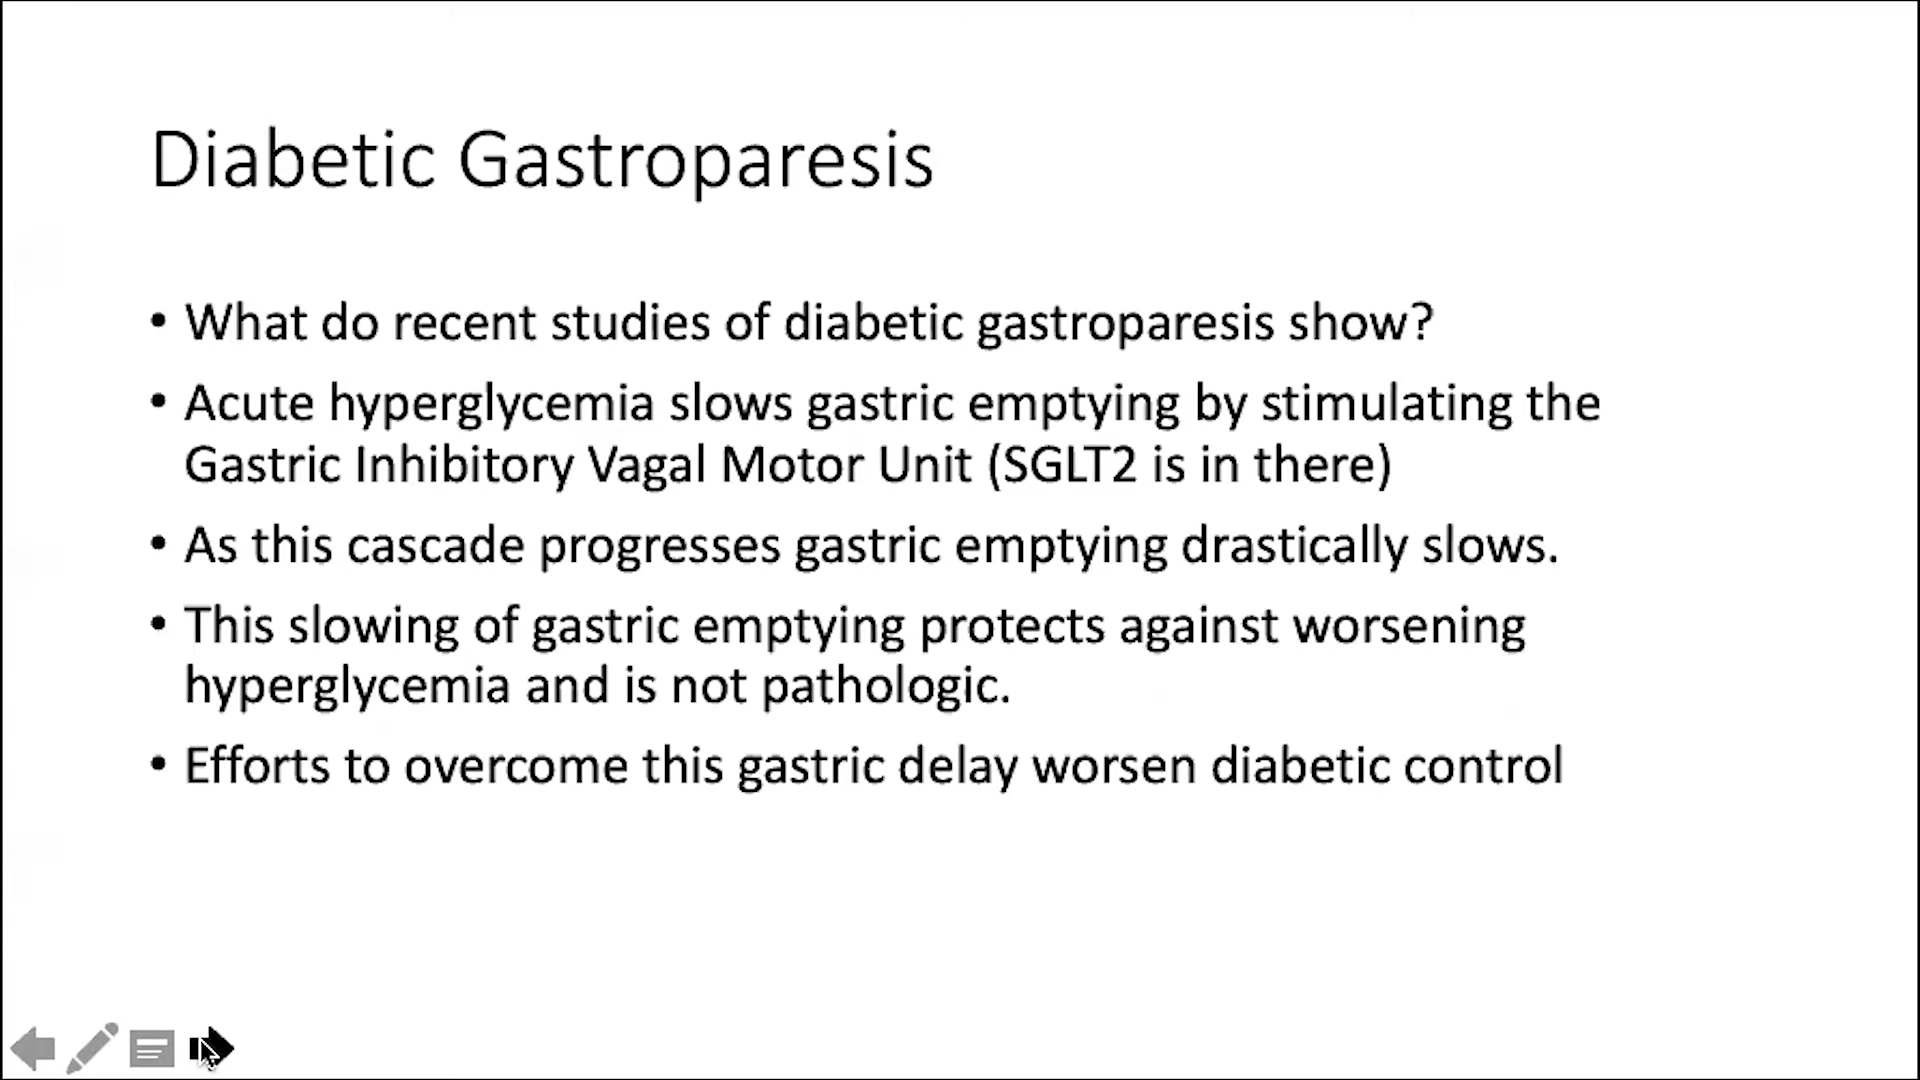 Diabetic Gastroparesis
• What do recent studies of diabetic gastroparesis show?
• Acute hyperglycemia slows gastric emptying by stimulating the
Gastric Inhibitory Vagal Motor Unit (SGLT2 is in there)
• As this cascade progresses gastric emptying drastically slows.
• This slowing of gastric emptying protects against worsening
hyperglycemia and is not pathologic.
• Efforts to overcome this gastric delay worsen diabetic control